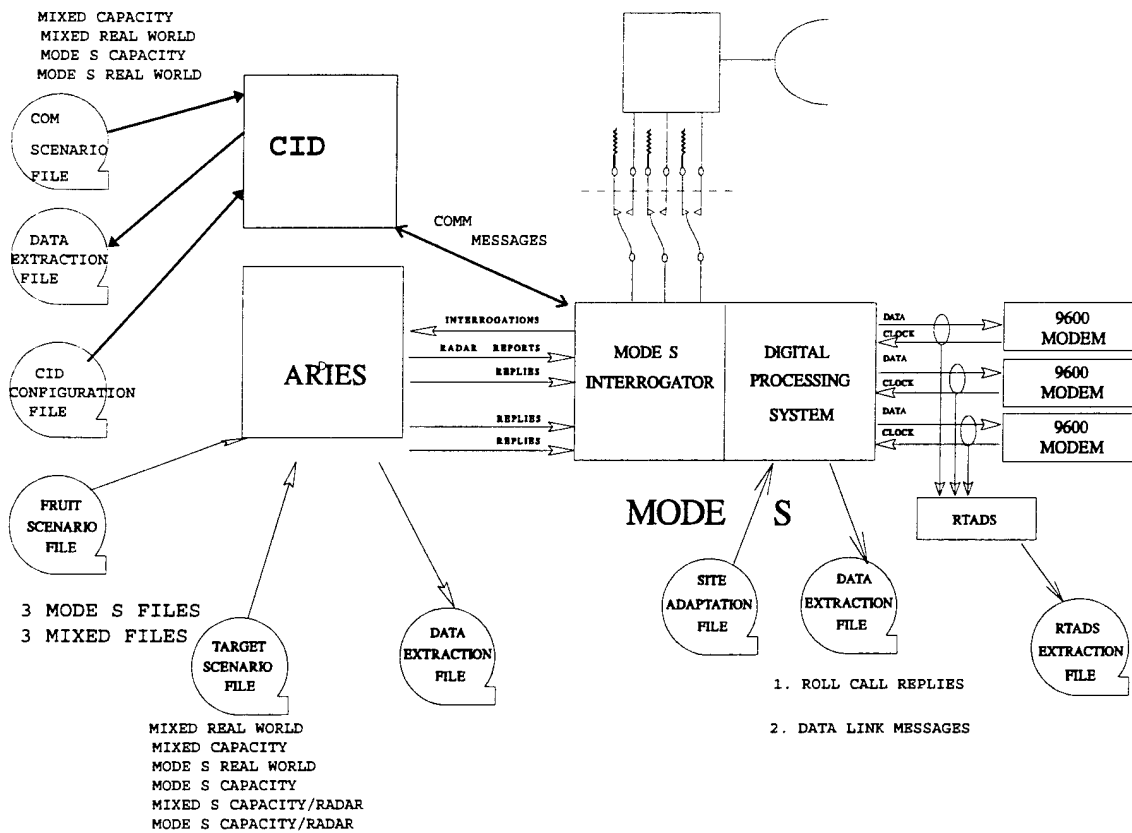 MIXED CAPACITY
MIXED REAL WORLD
MODE S CAPACITY
MODE S REAL WORLD
COM
SCENARIO
FILE
CID
DATA
EXTRACTION
FILE
COMM
MESSAGES
CID
CONFIGURATION
FILE
ARIES
INTERROGATIONS
RADAR REPORTS
REPLIES
REPLIES
REPLIES
MODE S
INTERROGATOR
DIGITAL
PROCESSING
SYSTEM
DATA
CLOCK
DATA
CLOCK
DATA
CLOCK
9600
MODEM
9600
MODEM
9600
MODEM
FRUIT
SCENARIO
FILE
MODE S
RTADS
3 MODE S FILES
3 MIXED FILES
TARGET
SCENARIO
FILE
DATA
EXTRACTION
FILE
SITE
ADAPTATION
FILE
DATA
EXTRACTION
FILE
RTADS
EXTRACTION
FILE
1. ROLL CALL REPLIES
2. DATA LINK MESSAGES
MIXED REAL WORLD
MIXED CAPACITY
MODE S REAL WORLD
MODE S CAPACITY
MIXED S CAPACITY/RADAR
MODE S CAPACITY/RADAR